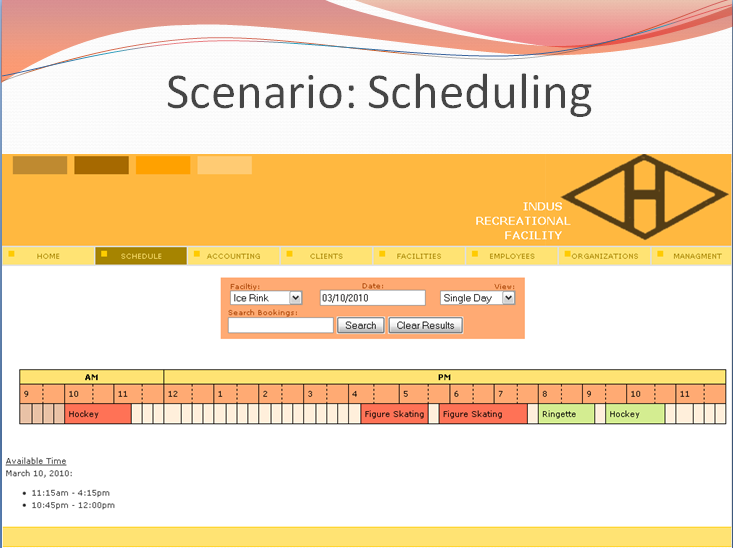 Scenario: Scheduling
INDUS
RECREATIONAL
FACILITY
H
HOME SCHEDULE ACCOUNTING CLIENTS FACILITIES EMPLOYEES ORGANIZATIONS MANAGMENT
Faciltiy: Date: View:
Ice Rink 03/10/2010 Single Day
Search Bookings:
Search Clear Results
AM PM
9 10 11 12 1 2 3 4 5 6 7 8 9 10 11
Hockey Figure Skating Figure Skating Ringette Hockey
Available Time
March 10, 2010:
• 11:15am - 4:15pm
• 10:45pm - 12:00pm